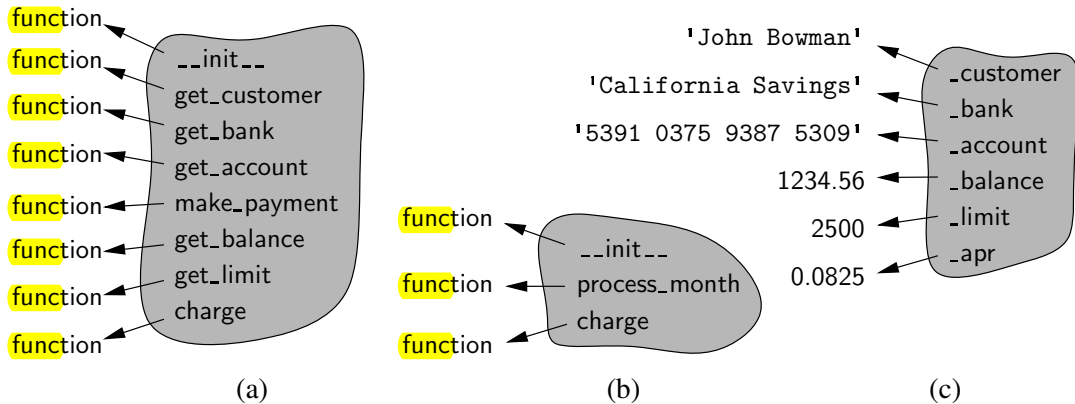 function
function
function
function
function
function
function
function
__init__
get_customer
get_bank
get_account
make_payment
get_balance
get_limit
charge
(a)
function
function
function
__init__
process_month
charge
(b)
'John Bowman'
'California Savings'
'5391 0375 9387 5309'
1234.56
2500
0.0825
_customer
_bank
_account
_balance
_limit
_apr
(c)